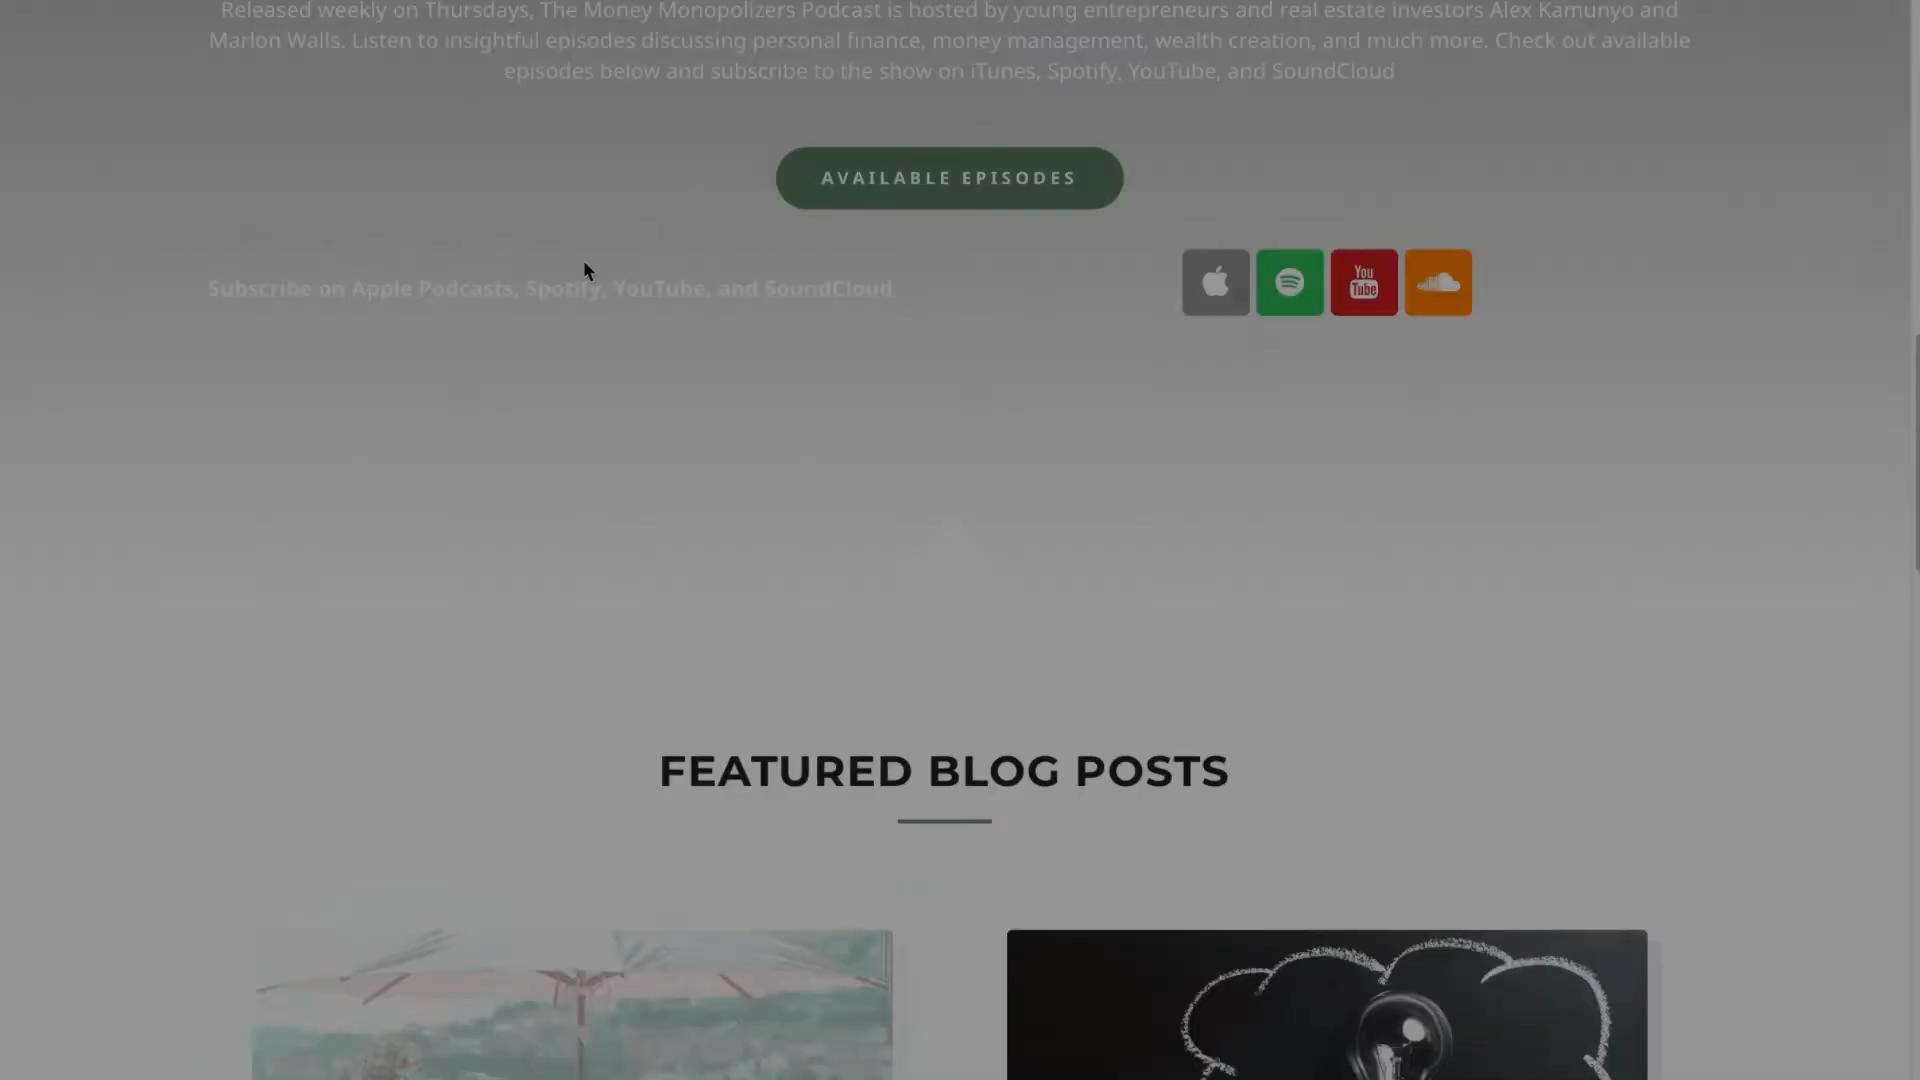 Released weekly on Thursdays, The Money Monopolizers Podcast is hosted by young entrepreneurs and real estate investors Alex Kamunyo and
Marlon Walls. Listen to insightful episodes discussing personal finance, money management, wealth creation, and much more. Check out available
episodes below and subscribe to the show on iTunes, Spotify, YouTube, and SoundCloud
AVAILABLE EPISODES
Subscribe on Apple Podcasts, Spotify, YouTube, and SoundCloud
You
Tube
FEATURED BLOG POSTS